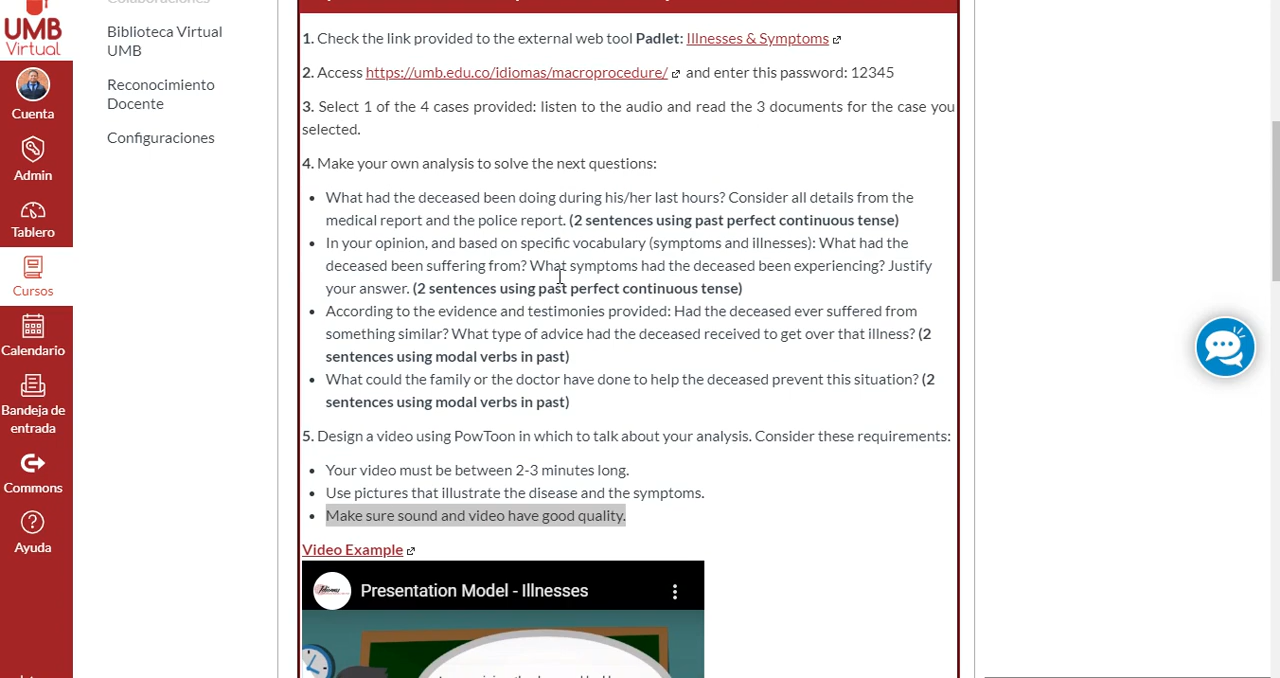 UMB
Virtual
Cuenta
Admin
Tablero
Cursos
Calendario
Bandeja de
entrada
Commons
Ayuda
Colaboraciones
Biblioteca Virtual
UMB
Reconocimiento
Docente
Configuraciones
1. Check the link provided to the external web tool Padlet: Illnesses & Symptoms
2. Access https://umb.edu.co/idiomas/macroprocedure/ and enter this password: 12345
3. Select 1 of the 4 cases provided: listen to the audio and read the 3 documents for the case you
selected.
4. Make your own analysis to solve the next questions:
• What had the deceased been doing during his/her last hours? Consider all details from the
medical report and the police report. (2 sentences using past perfect continuous tense)
• In your opinion, and based on specific vocabulary (symptoms and illnesses): What had the
deceased been suffering from? What symptoms had the deceased been experiencing? Justify
your answer. (2 sentences using past perfect continuous tense)
• According to the evidence and testimonies provided: Had the deceased ever suffered from
something similar? What type of advice had the deceased received to get over that illness? (2
sentences using modal verbs in past)
• What could the family or the doctor have done to help the deceased prevent this situation? (2
sentences using modal verbs in past)
5. Design a video using PowToon in which to talk about your analysis. Consider these requirements:
• Your video must be between 2-3 minutes long.
• Use pictures that illustrate the disease and the symptoms.
• Make sure sound and video have good quality.
Video Example
Presentation Model - Illnesses